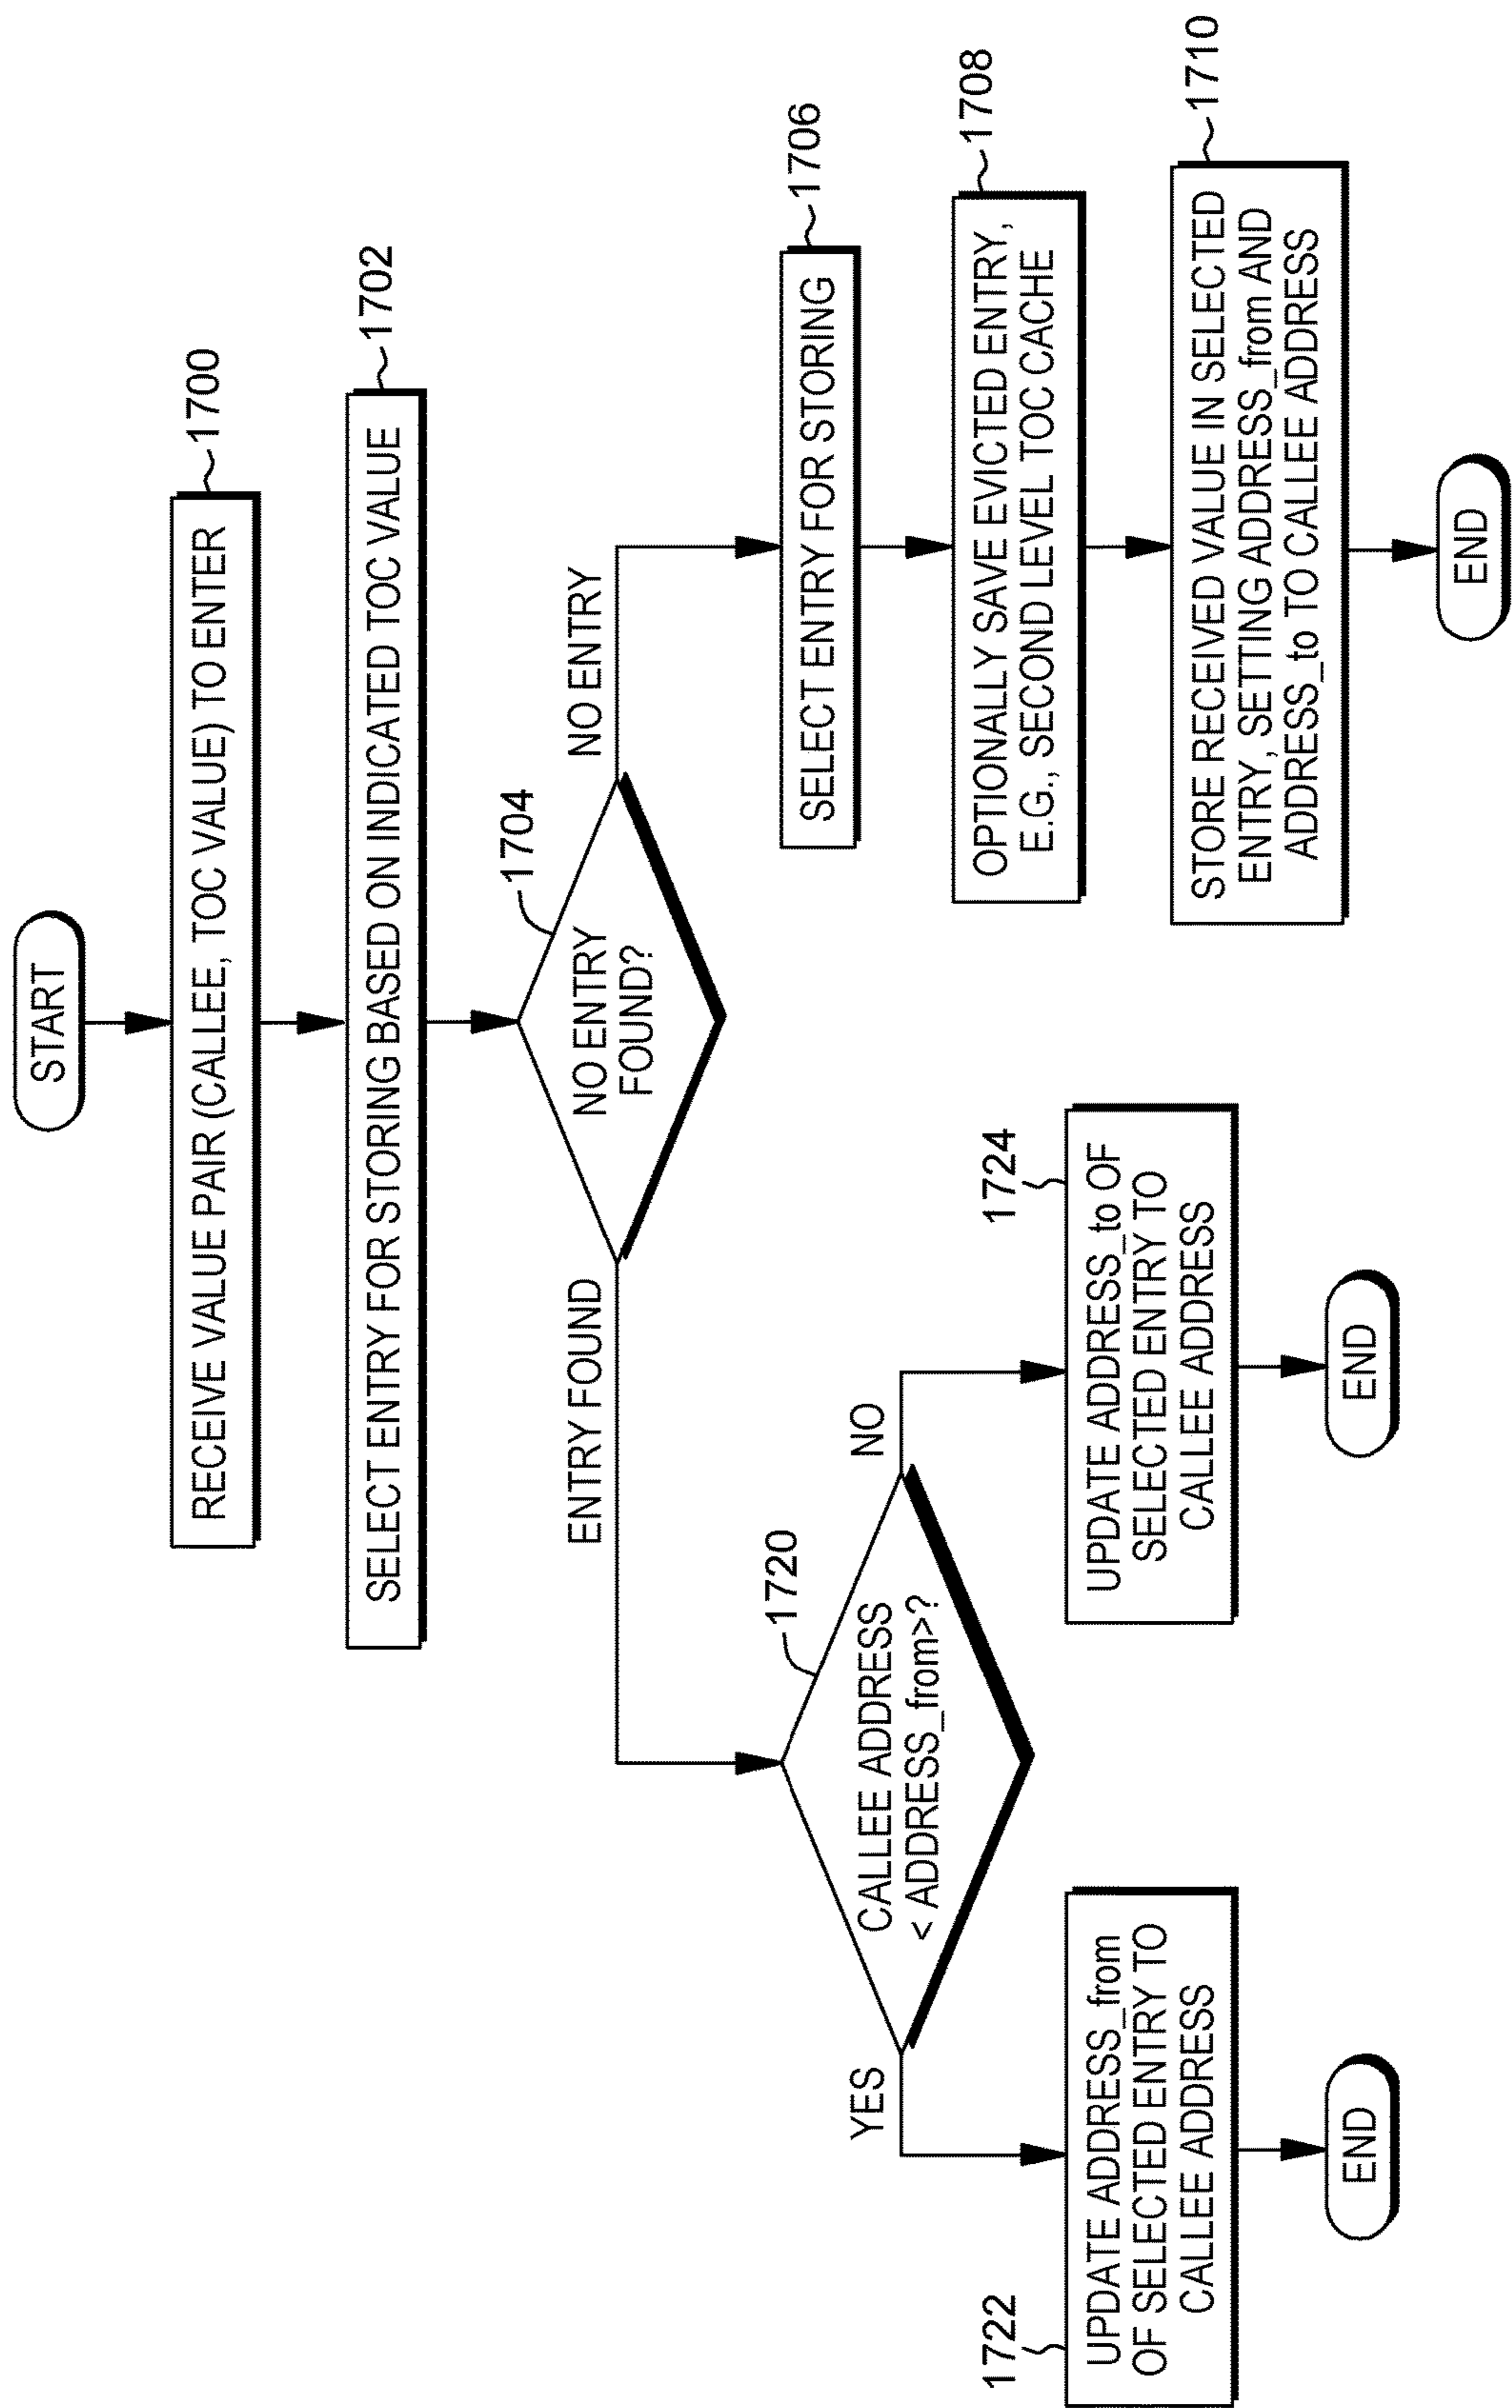 START
1700
RECEIVE VALUE PAIR (CALLEE, TOC VALUE) TO ENTER
1702
SELECT ENTRY FOR STORING BASED ON INDICATED TOC VALUE
1704
NO ENTRY
FOUND?
ENTRY FOUND
NO ENTRY
1720
CALLEE ADDRESS
< ADDRESS_from>?
YES
NO
1722
UPDATE ADDRESS_from
OF SELECTED ENTRY TO
CALLEE ADDRESS
END
1724
UPDATE ADDRESS_to OF
SELECTED ENTRY TO
CALLEE ADDRESS
END
1706
SELECT ENTRY FOR STORING
1708
OPTIONALLY SAVE EVICTED ENTRY,
E.G., SECOND LEVEL TOC CACHE
1710
STORE RECEIVED VALUE IN SELECTED
ENTRY, SETTING ADDRESS_from AND
ADDRESS_to TO CALLEE ADDRESS
END